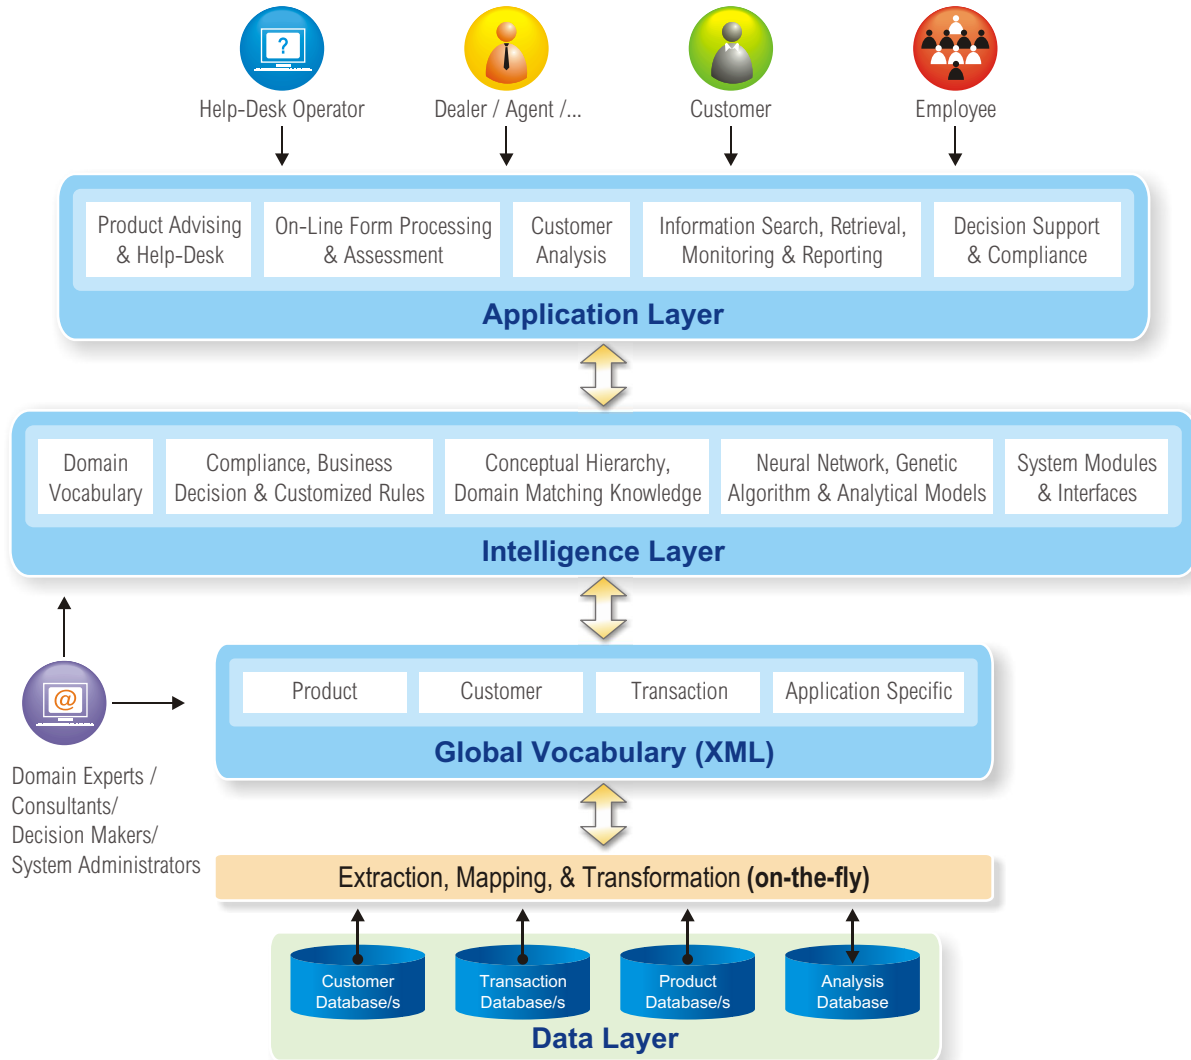 ?
Help-Desk Operator
Dealer / Agent /...
Customer
Employee
Product Advising
& Help-Desk
On-Line Form Processing
& Assessment
Customer
Analysis
Information Search, Retrieval,
Monitoring & Reporting
Decision Support
& Compliance
Application Layer
Domain
Vocabulary
Compliance, Business
Decision & Customized Rules
Conceptual Hierarchy,
Domain Matching Knowledge
Neural Network, Genetic
Algorithm & Analytical Models
System Modules
& Interfaces
Intelligence Layer
@
Domain Experts /
Consultants/
Decision Makers/
System Administrators
Product
Customer
Transaction
Application Specific
Global Vocabulary (XML)
Extraction, Mapping, & Transformation (on-the-fly)
Customer
Database/s
Transaction
Database/s
Product
Database/s
Analysis
Database
Data Layer